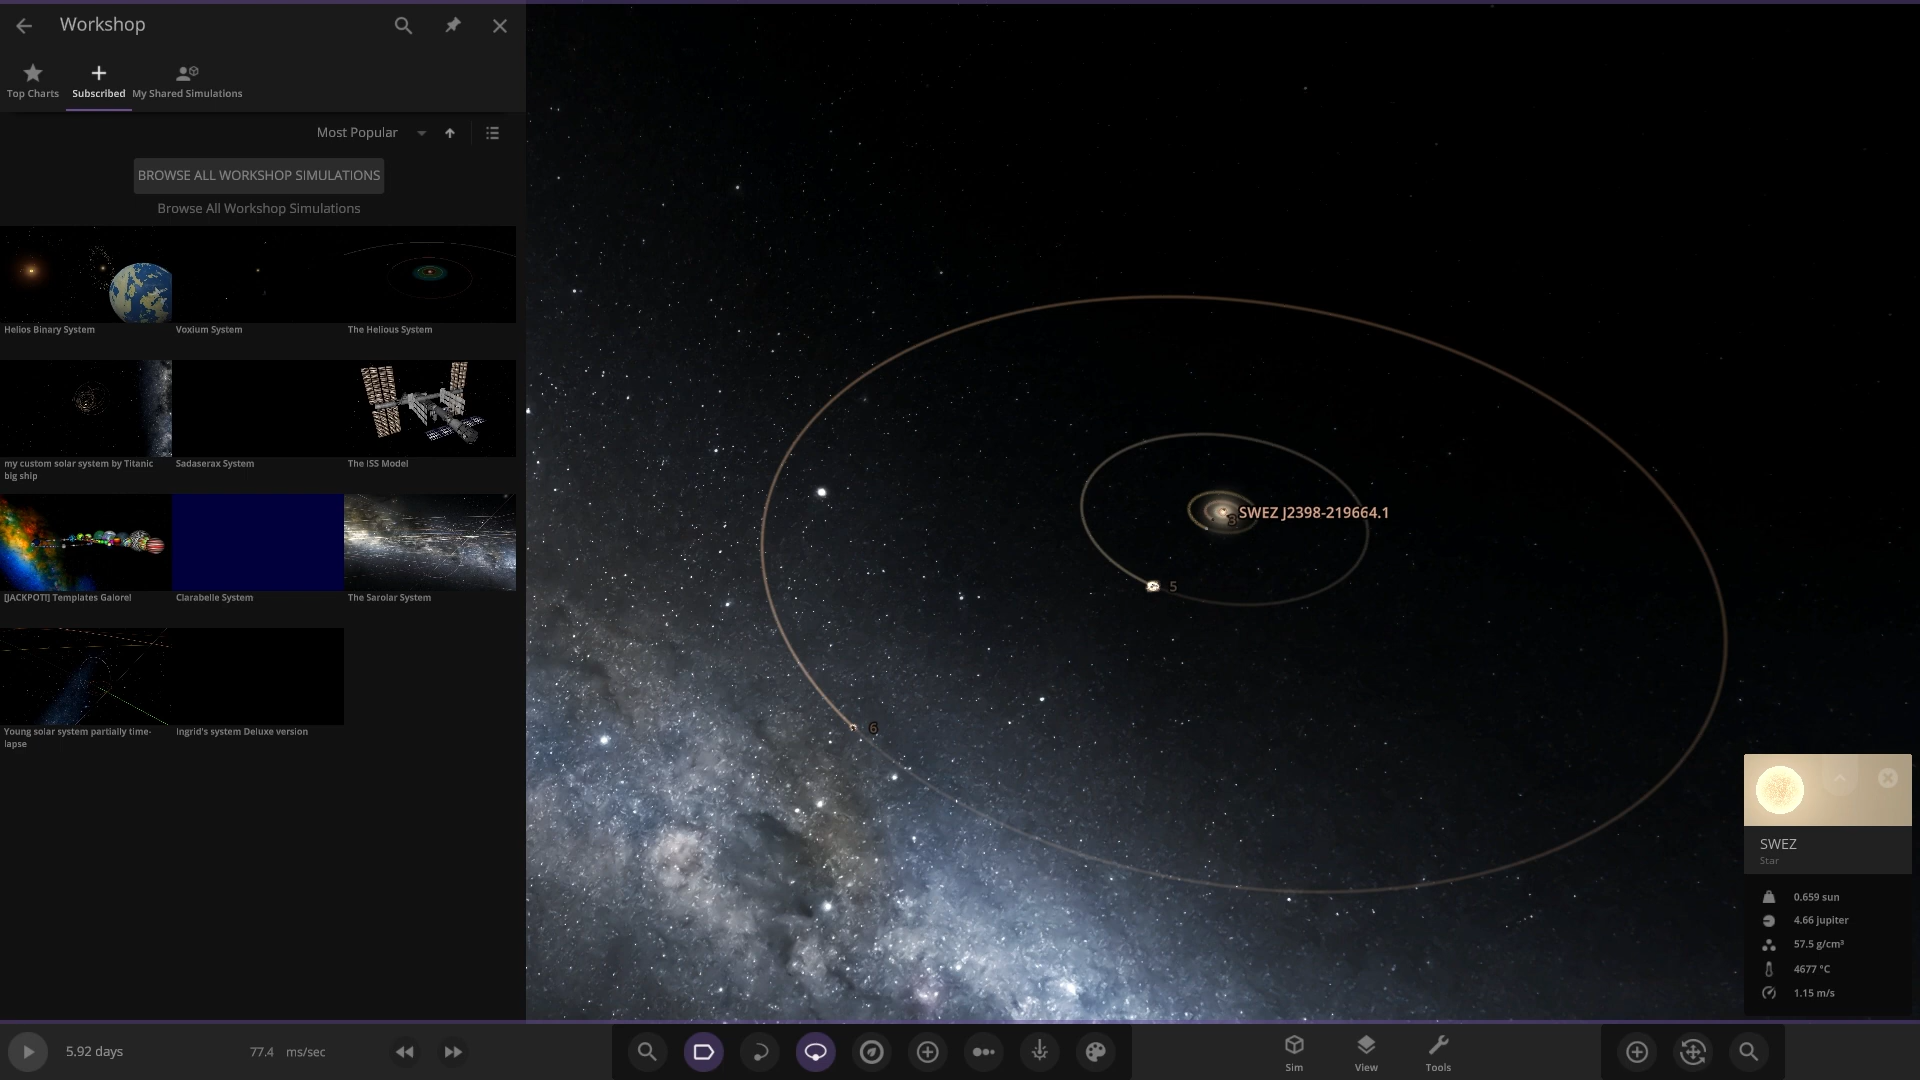 Workshop
Top Charts
Subscribed
My Shared Simulations
Most Popular
BROWSE ALL WORKSHOP SIMULATIONS
Browse All Workshop Simulations
Helios Binary System
Voxium System
The Helious System
my custom solar system by Titanic
big ship
Sadaserax System
The ISS Model
[JACKPOT!] Templates Galore!
Clarabelle System
The Sarolar System
Young solar system partially time-
lapse
ingrid's system Deluxe version
SWEZ J2398-219664.1
3
5
6
SWEZ
Star
0.659 sun
4.66 jupiter
57.5 g/cm³
4677 °C
1.15 m/s
5.92 days
77.4 ms/sec
Sim
View
Tools